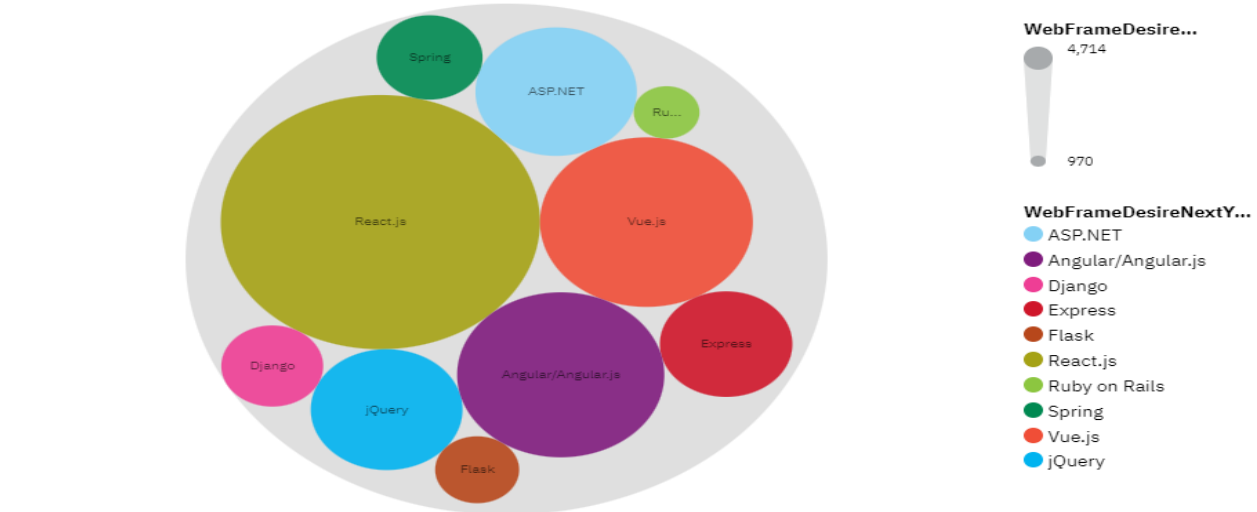 Spring
ASP.NET
Ru...
React.js
Vue.js
Django
jQuery
Angular/Angular.js
Express
Flask
WebFrameDesire...
4,714
970
WebFrameDesireNextY...
ASP.NET
Angular/Angular.js
Django
Express
Flask
React.js
Ruby on Rails
Spring
Vue.js
jQuery